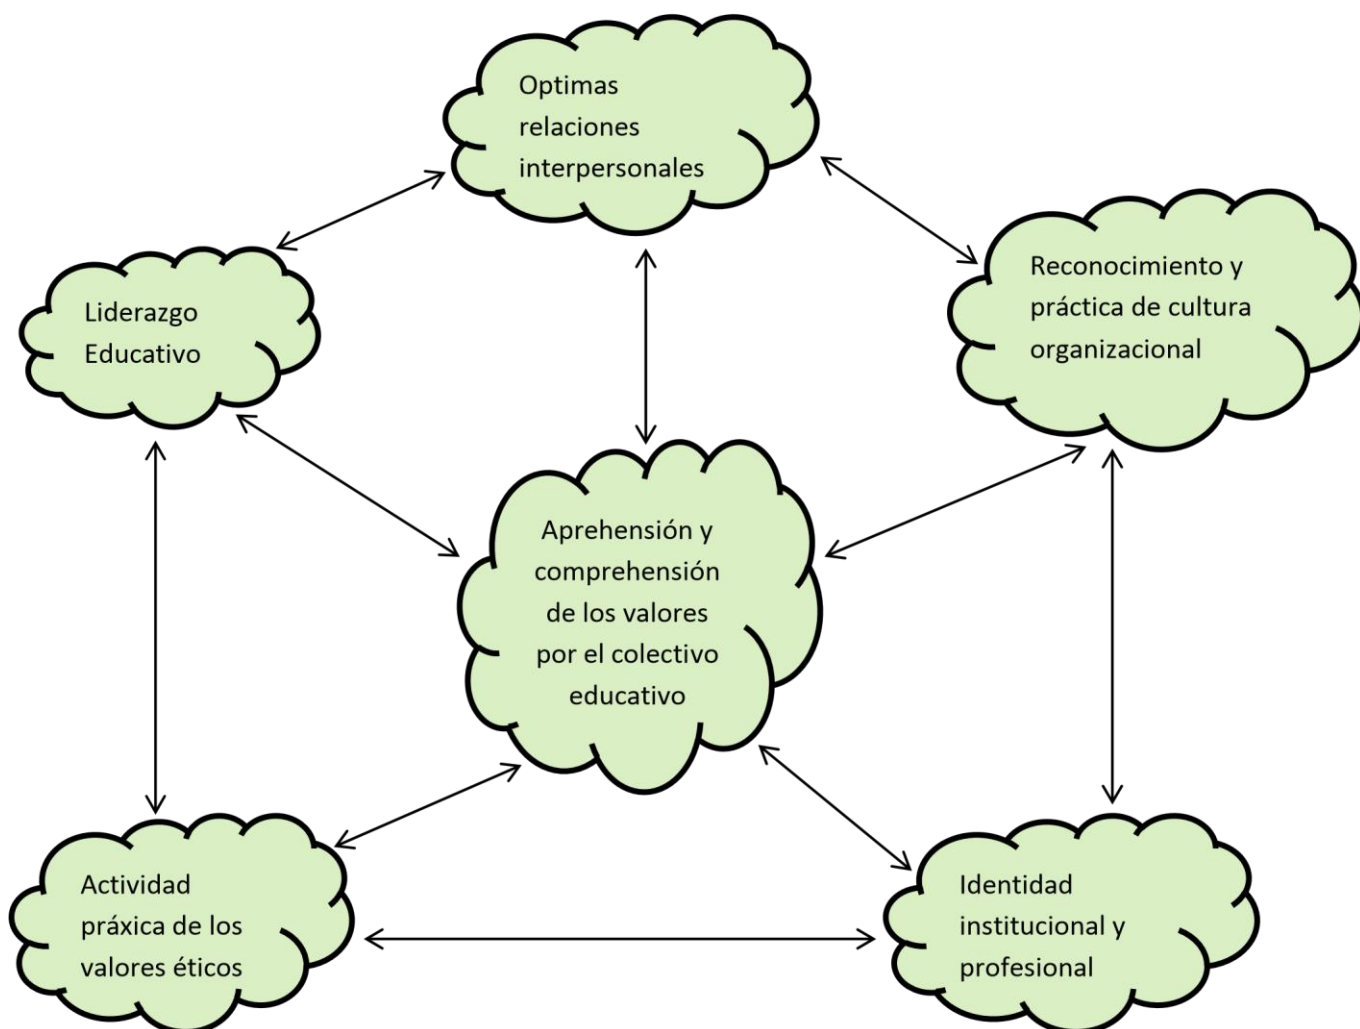 Optimas
relaciones
interpersonales
Reconocimiento y
práctica de cultura
organizacional
Liderazgo
Educativo
Aprehensión y
comprehensión
de los valores
por el colectivo
educativo
Actividad
práxica de los
valores éticos
Identidad
institucional y
profesional